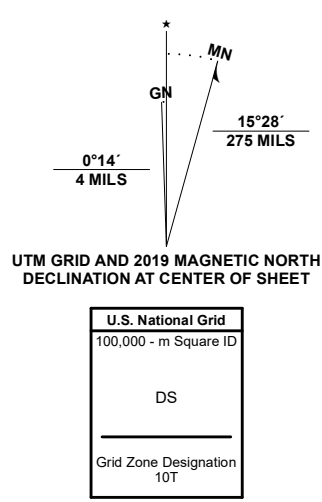 ★
MN
GN
15°28´
275 MILS
0°14´
4 MILS
UTM GRID AND 2019 MAGNETIC NORTH
DECLINATION AT CENTER OF SHEET
U.S. National Grid
100,000 - m Square ID
DS
Grid Zone Designation
10T